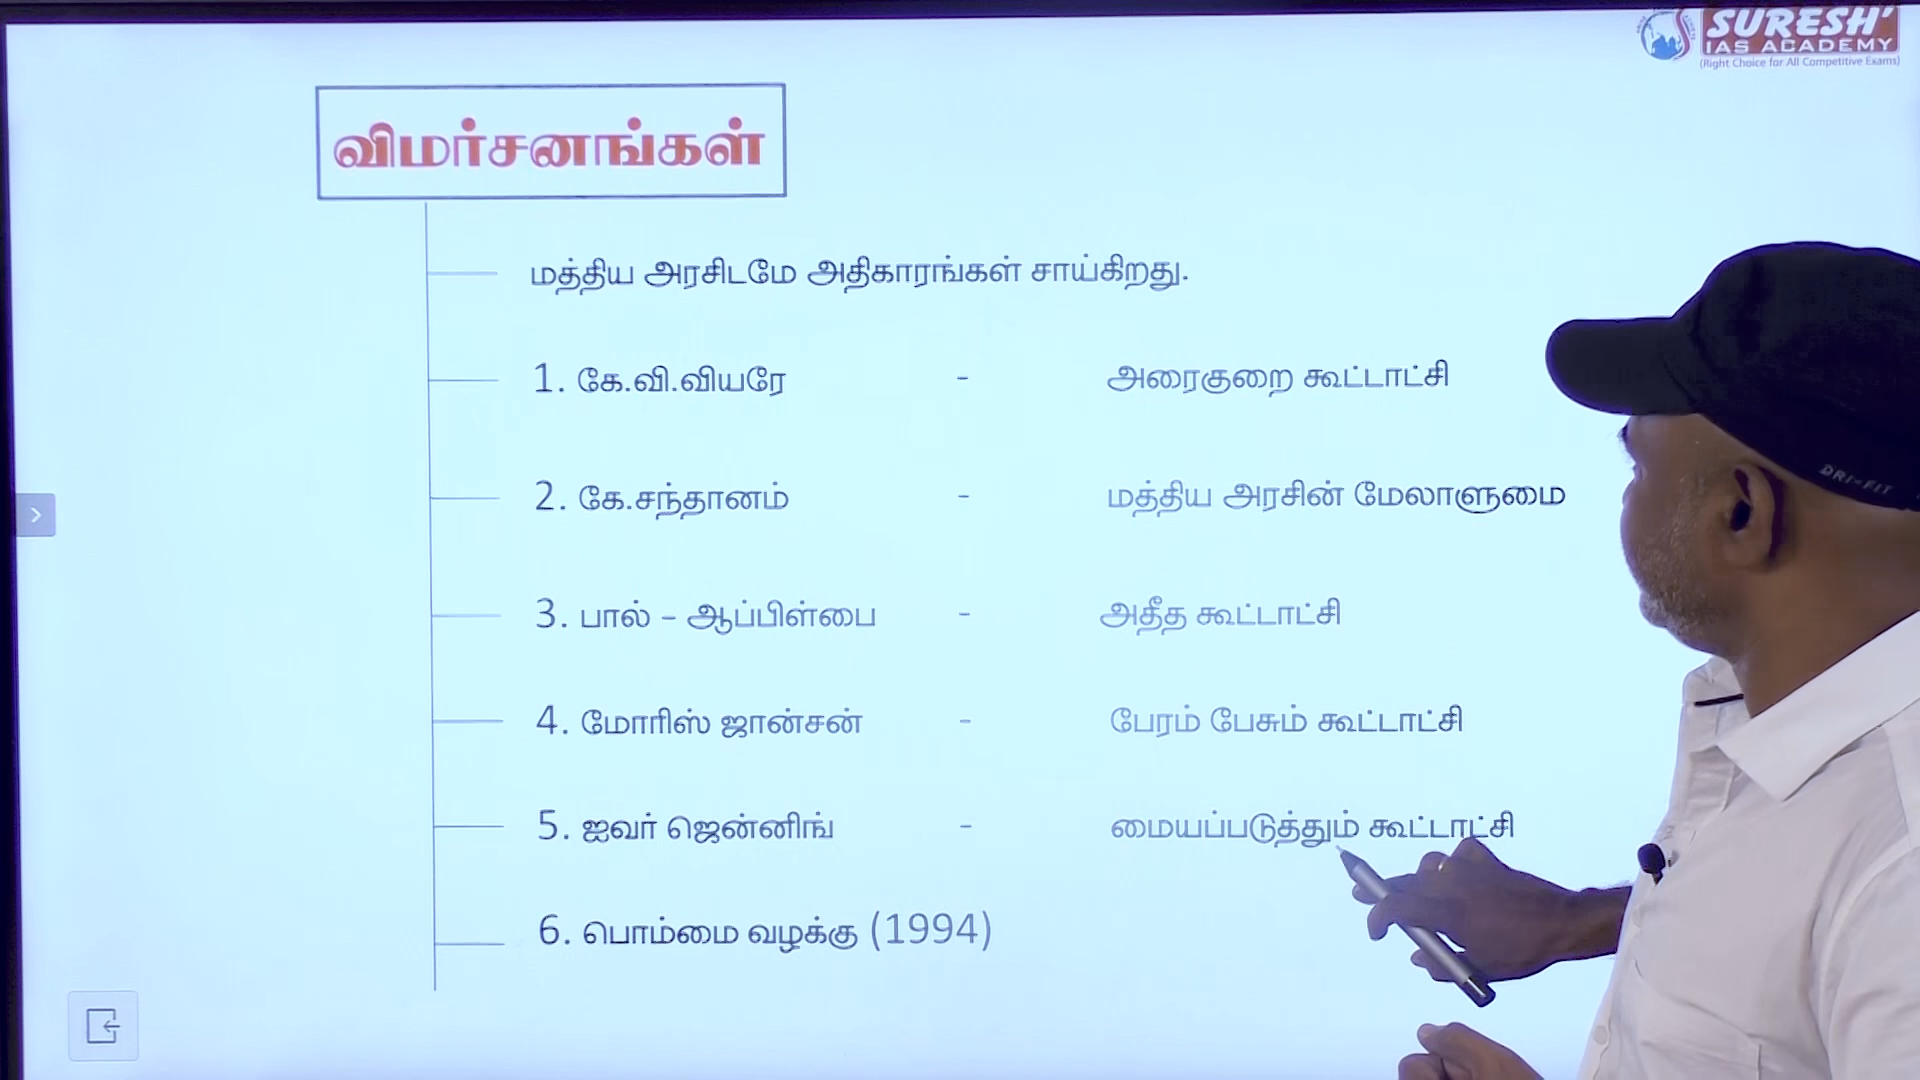 SURESH'
IAS ACADEMY
(Right Choice for All Competitive Exams)
விமர்சனங்கள்
மத்திய அரசிடமே அதிகாரங்கள் சாய்கிறது.
1. கே.வி.வியரே - அரைகுறை கூட்டாட்சி
2. கே.சந்தானம் - மத்திய அரசின் மேலாளுமை
3. பால் – ஆப்பிள்பை - அதீத கூட்டாட்சி
4. மோரிஸ் ஜான்சன் - பேரம் பேசும் கூட்டாட்சி
5. ஐவர் ஜென்னிங் - மையப்படுத்தும் கூட்டாட்சி
6. பொம்மை வழக்கு (1994)
DRI-FIT